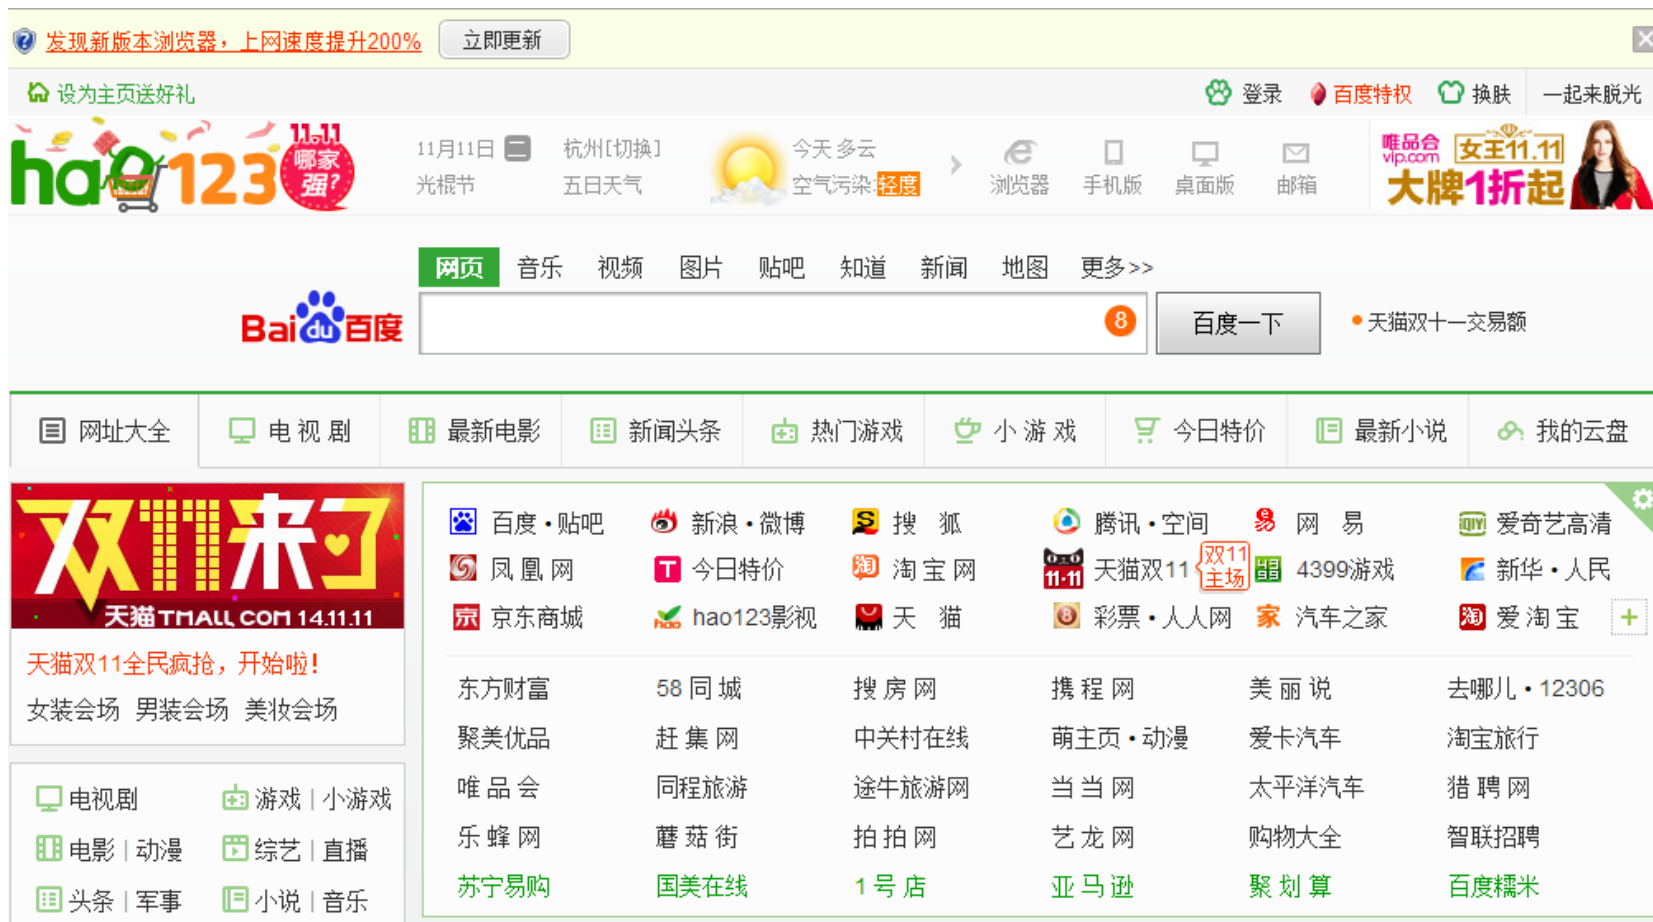 发现新版本浏览器，上网速度提升200% 立即更新
设为主页送好礼 登录 百度特权 换肤 一起来脱光
hao123 11.11 哪家强?
11月11日 二 杭州[切换] 今天 多云
光棍节 五日天气 空气污染:轻度
浏览器 手机版 桌面版 邮箱
唯品会 vip.com 女王11.11
大牌1折起
网页 音乐 视频 图片 贴吧 知道 新闻 地图 更多>>
Baidu百度 8 百度一下 天猫双十一交易额
网址大全 电视剧 最新电影 新闻头条 热门游戏 小游戏 今日特价 最新小说 我的云盘
双11来了
天猫TMALL.COM 14.11.11
天猫双11全民疯抢，开始啦！
女装会场 男装会场 美妆会场
电视剧 游戏 | 小游戏
电影 | 动漫 综艺 | 直播
头条 | 军事 小说 | 音乐
百度•贴吧 新浪•微博 搜 狐 腾讯•空间 网 易 爱奇艺高清
凤凰网 今日特价 淘宝网 天猫双11 双11主场 4399游戏 新华•人民
京东商城 hao123影视 天 猫 彩票•人人网 汽车之家 爱淘宝
东方财富 58同城 搜房网 携程网 美丽说 去哪儿•12306
聚美优品 赶集网 中关村在线 萌主页•动漫 爱卡汽车 淘宝旅行
唯品会 同程旅游 途牛旅游网 当当网 太平洋汽车 猎聘网
乐蜂网 蘑菇街 拍拍网 艺龙网 购物大全 智联招聘
苏宁易购 国美在线 1号店 亚马逊 聚划算 百度糯米